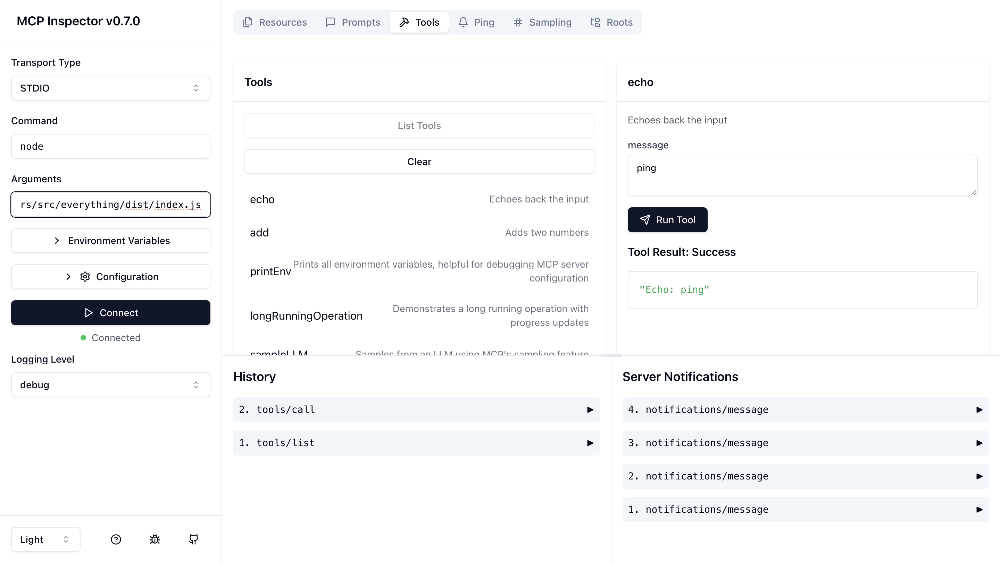 MCP Inspector v0.7.0
Transport Type
STDIO
Command
node
Arguments
rs/src/everything/dist/index.js
Environment Variables
Configuration
Connect
Connected
Logging Level
debug
Light
Resources
Prompts
Tools
Ping
Sampling
Roots
Tools
List Tools
Clear
echo
Echoes back the input
add
Adds two numbers
printEnv
Prints all environment variables, helpful for debugging MCP server
configuration
longRunningOperation
Demonstrates a long running operation with
progress updates
sampleLLM
Samples from an LLM using MCP's sampling feature
echo
Echoes back the input
message
ping
Run Tool
Tool Result: Success
"Echo: ping"
History
2. tools/call
1. tools/list
Server Notifications
4. notifications/message
3. notifications/message
2. notifications/message
1. notifications/message